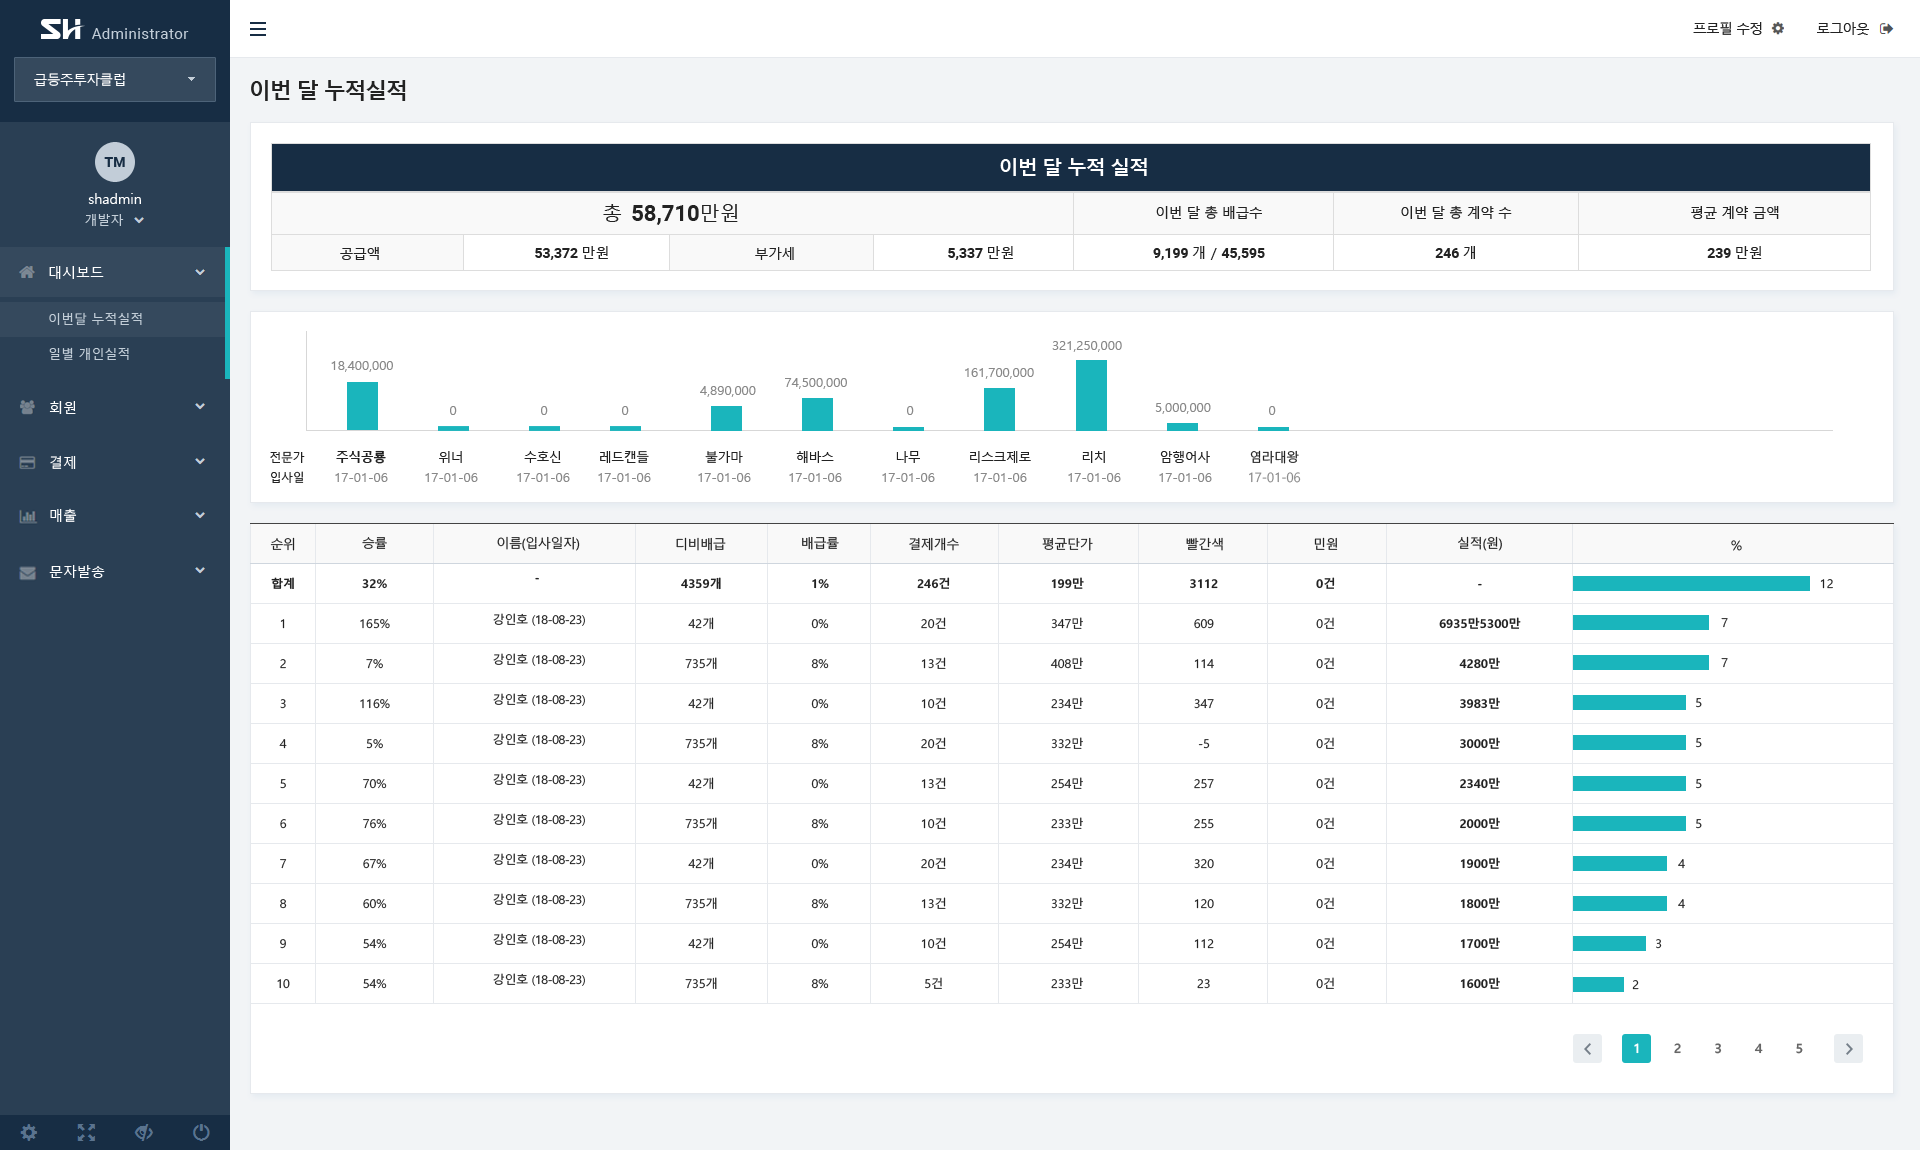 SH Administrator
급등주투자클럽
TM
shadmin
개발자
대시보드
이번달 누적실적
일별 개인실적
회원
결제
매출
문자발송
프로필 수정
로그아웃
이번 달 누적실적
이번 달 누적 실적
총 58,710만원
이번 달 총 배급수
이번 달 총 계약 수
평균 계약 금액
공급액
53,372 만원
부가세
5,337 만원
9,199 개 / 45,595
246 개
239 만원
18,400,000 0 0 0 4,890,000 74,500,000 0 161,700,000 321,250,000 5,000,000 0
전문가 주식공룡 위너 수호신 레드캔들 불가마 해바스 나무 리스크제로 리치 암행어사 염라대왕
입사일 17-01-06 17-01-06 17-01-06 17-01-06 17-01-06 17-01-06 17-01-06 17-01-06 17-01-06 17-01-06 17-01-06
순위 승률 이름(입사일자) 디비배급 배급률 결제개수 평균단가 빨간색 민원 실적(원) %
합계 32% - 4359개 1% 246건 199만 3112 0건 - 12
1 165% 강인호 (18-08-23) 42개 0% 20건 347만 609 0건 6935만5300만 7
2 7% 강인호 (18-08-23) 735개 8% 13건 408만 114 0건 4280만 7
3 116% 강인호 (18-08-23) 42개 0% 10건 234만 347 0건 3983만 5
4 5% 강인호 (18-08-23) 735개 8% 20건 332만 -5 0건 3000만 5
5 70% 강인호 (18-08-23) 42개 0% 13건 254만 257 0건 2340만 5
6 76% 강인호 (18-08-23) 735개 8% 10건 233만 255 0건 2000만 5
7 67% 강인호 (18-08-23) 42개 0% 20건 234만 320 0건 1900만 4
8 60% 강인호 (18-08-23) 735개 8% 13건 332만 120 0건 1800만 4
9 54% 강인호 (18-08-23) 42개 0% 10건 254만 112 0건 1700만 3
10 54% 강인호 (18-08-23) 735개 8% 5건 233만 23 0건 1600만 2
1 2 3 4 5